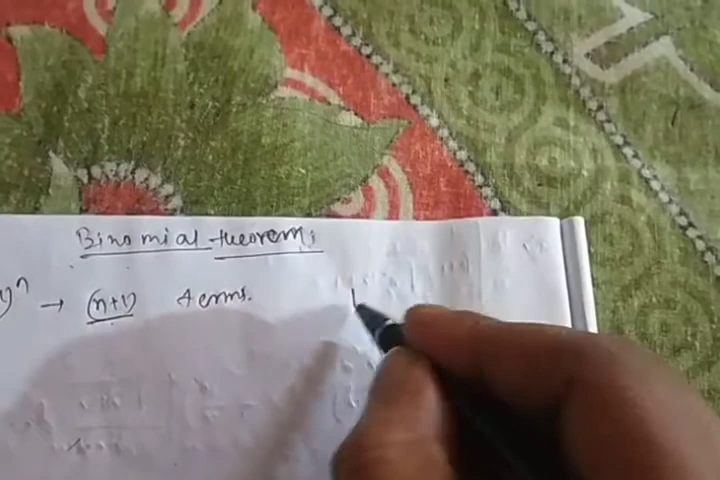 Binomial theorem:
y)ⁿ → (n+1) terms.